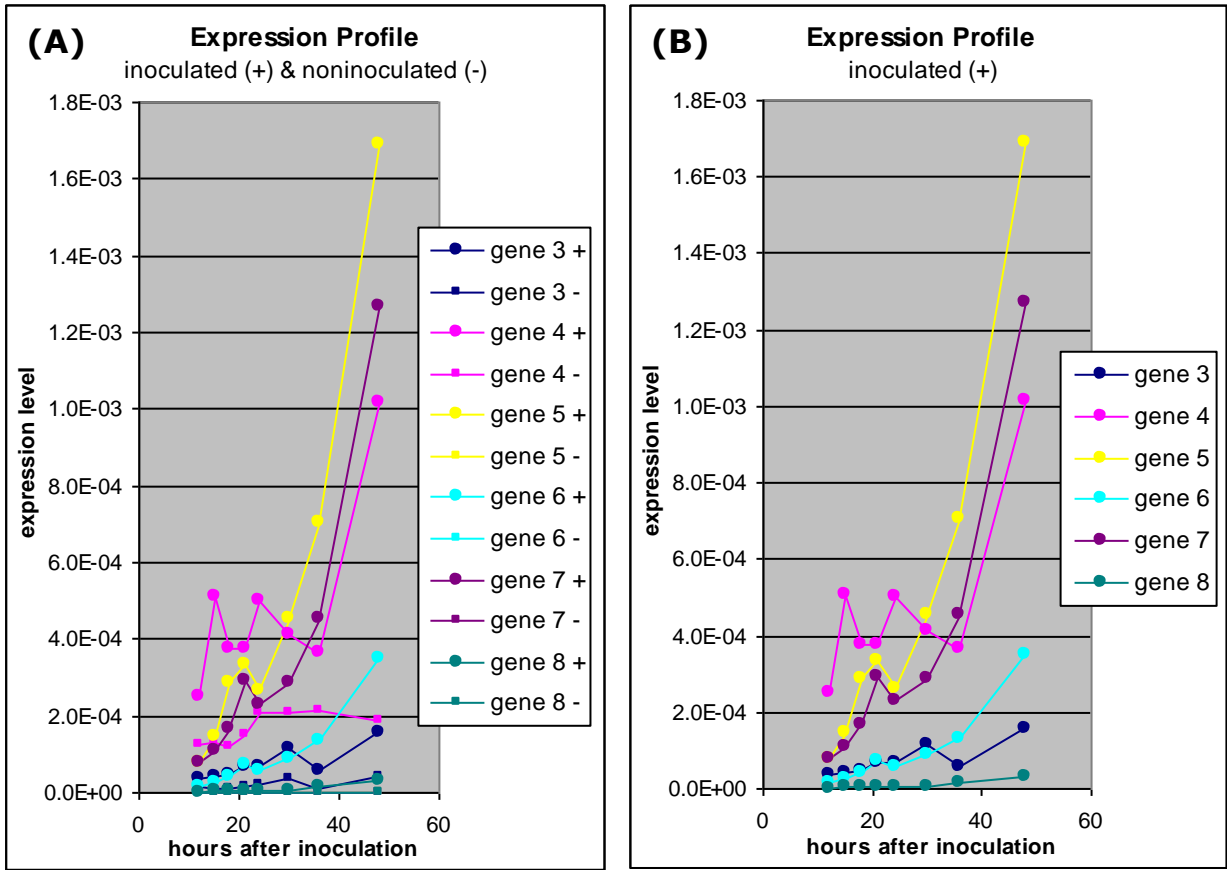 (A)
Expression Profile
inoculated (+) & noninoculated (-)
1.8E-03
1.6E-03
1.4E-03
1.2E-03
1.0E-03
8.0E-04
6.0E-04
4.0E-04
2.0E-04
0.0E+00
expression level
0 20 40 60
hours after inoculation
gene 3 +
gene 3 -
gene 4 +
gene 4 -
gene 5 +
gene 5 -
gene 6 +
gene 6 -
gene 7 +
gene 7 -
gene 8 +
gene 8 -
(B)
Expression Profile
inoculated (+)
1.8E-03
1.6E-03
1.4E-03
1.2E-03
1.0E-03
8.0E-04
6.0E-04
4.0E-04
2.0E-04
0.0E+00
expression level
0 20 40 60
hours after inoculation
gene 3
gene 4
gene 5
gene 6
gene 7
gene 8